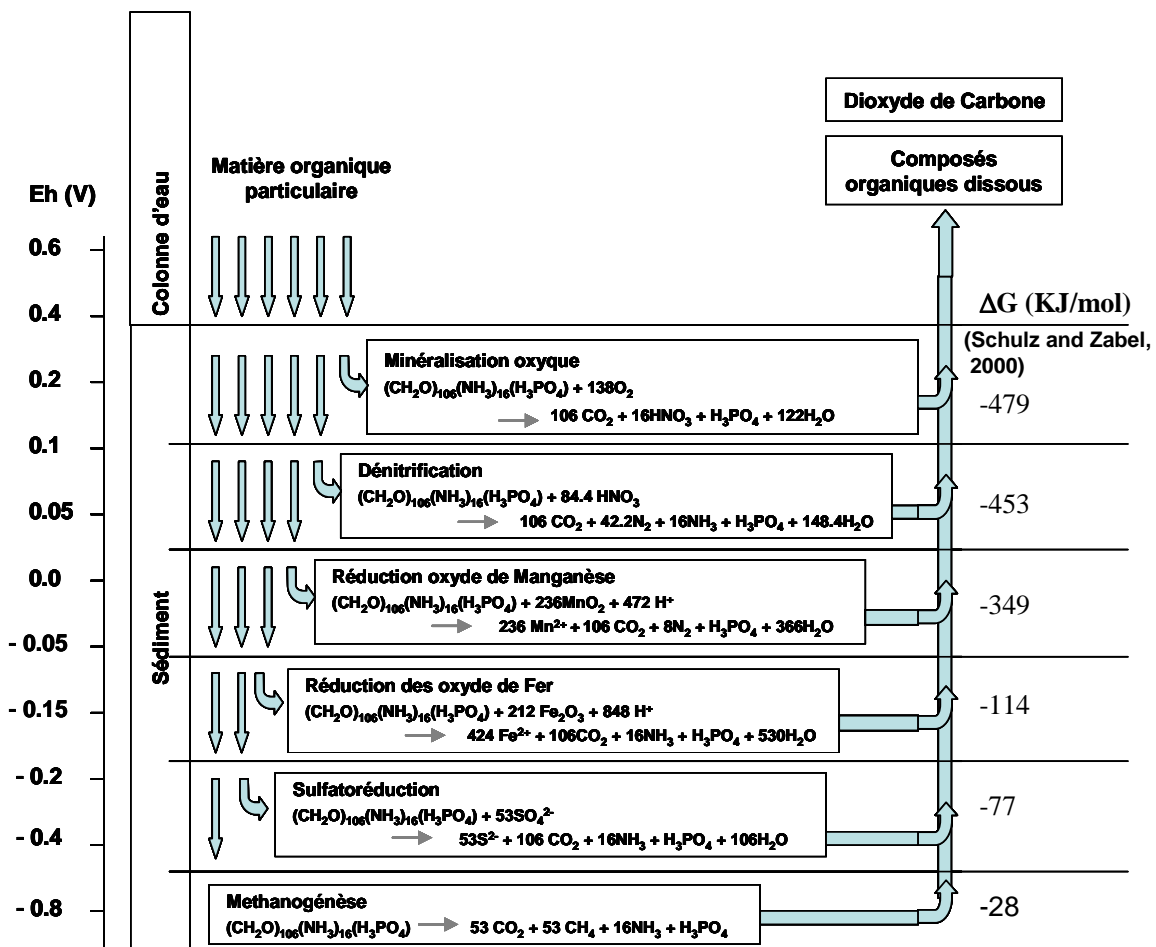 Dioxyde de Carbone
Composés
organiques dissous
Matière organique
particulaire
Colonne d'eau
Sédiment
Eh (V)
0.6
0.4
0.2
0.1
0.05
0.0
- 0.05
- 0.15
- 0.2
- 0.4
- 0.8
ΔG (KJ/mol)
(Schulz and Zabel,
2000)
Minéralisation oxyque
(CH₂O)₁₀₆(NH₃)₁₆(H₃PO₄) + 138O₂
→ 106 CO₂ + 16HNO₃ + H₃PO₄ + 122H₂O
-479
Dénitrification
(CH₂O)₁₀₆(NH₃)₁₆(H₃PO₄) + 84.4 HNO₃
→ 106 CO₂ + 42.2N₂ + 16NH₃ + H₃PO₄ + 148.4H₂O
-453
Réduction oxyde de Manganèse
(CH₂O)₁₀₆(NH₃)₁₆(H₃PO₄) + 236MnO₂ + 472 H⁺
→ 236 Mn²⁺ + 106 CO₂ + 8N₂ + H₃PO₄ + 366H₂O
-349
Réduction des oxyde de Fer
(CH₂O)₁₀₆(NH₃)₁₆(H₃PO₄) + 212 Fe₂O₃ + 848 H⁺
→ 424 Fe²⁺ + 106CO₂ + 16NH₃ + H₃PO₄ + 530H₂O
-114
Sulfatoréduction
(CH₂O)₁₀₆(NH₃)₁₆(H₃PO₄) + 53SO₄²⁻
→ 53S²⁻ + 106 CO₂ + 16NH₃ + H₃PO₄ + 106H₂O
-77
Methanogénèse
(CH₂O)₁₀₆(NH₃)₁₆(H₃PO₄) → 53 CO₂ + 53 CH₄ + 16NH₃ + H₃PO₄
-28